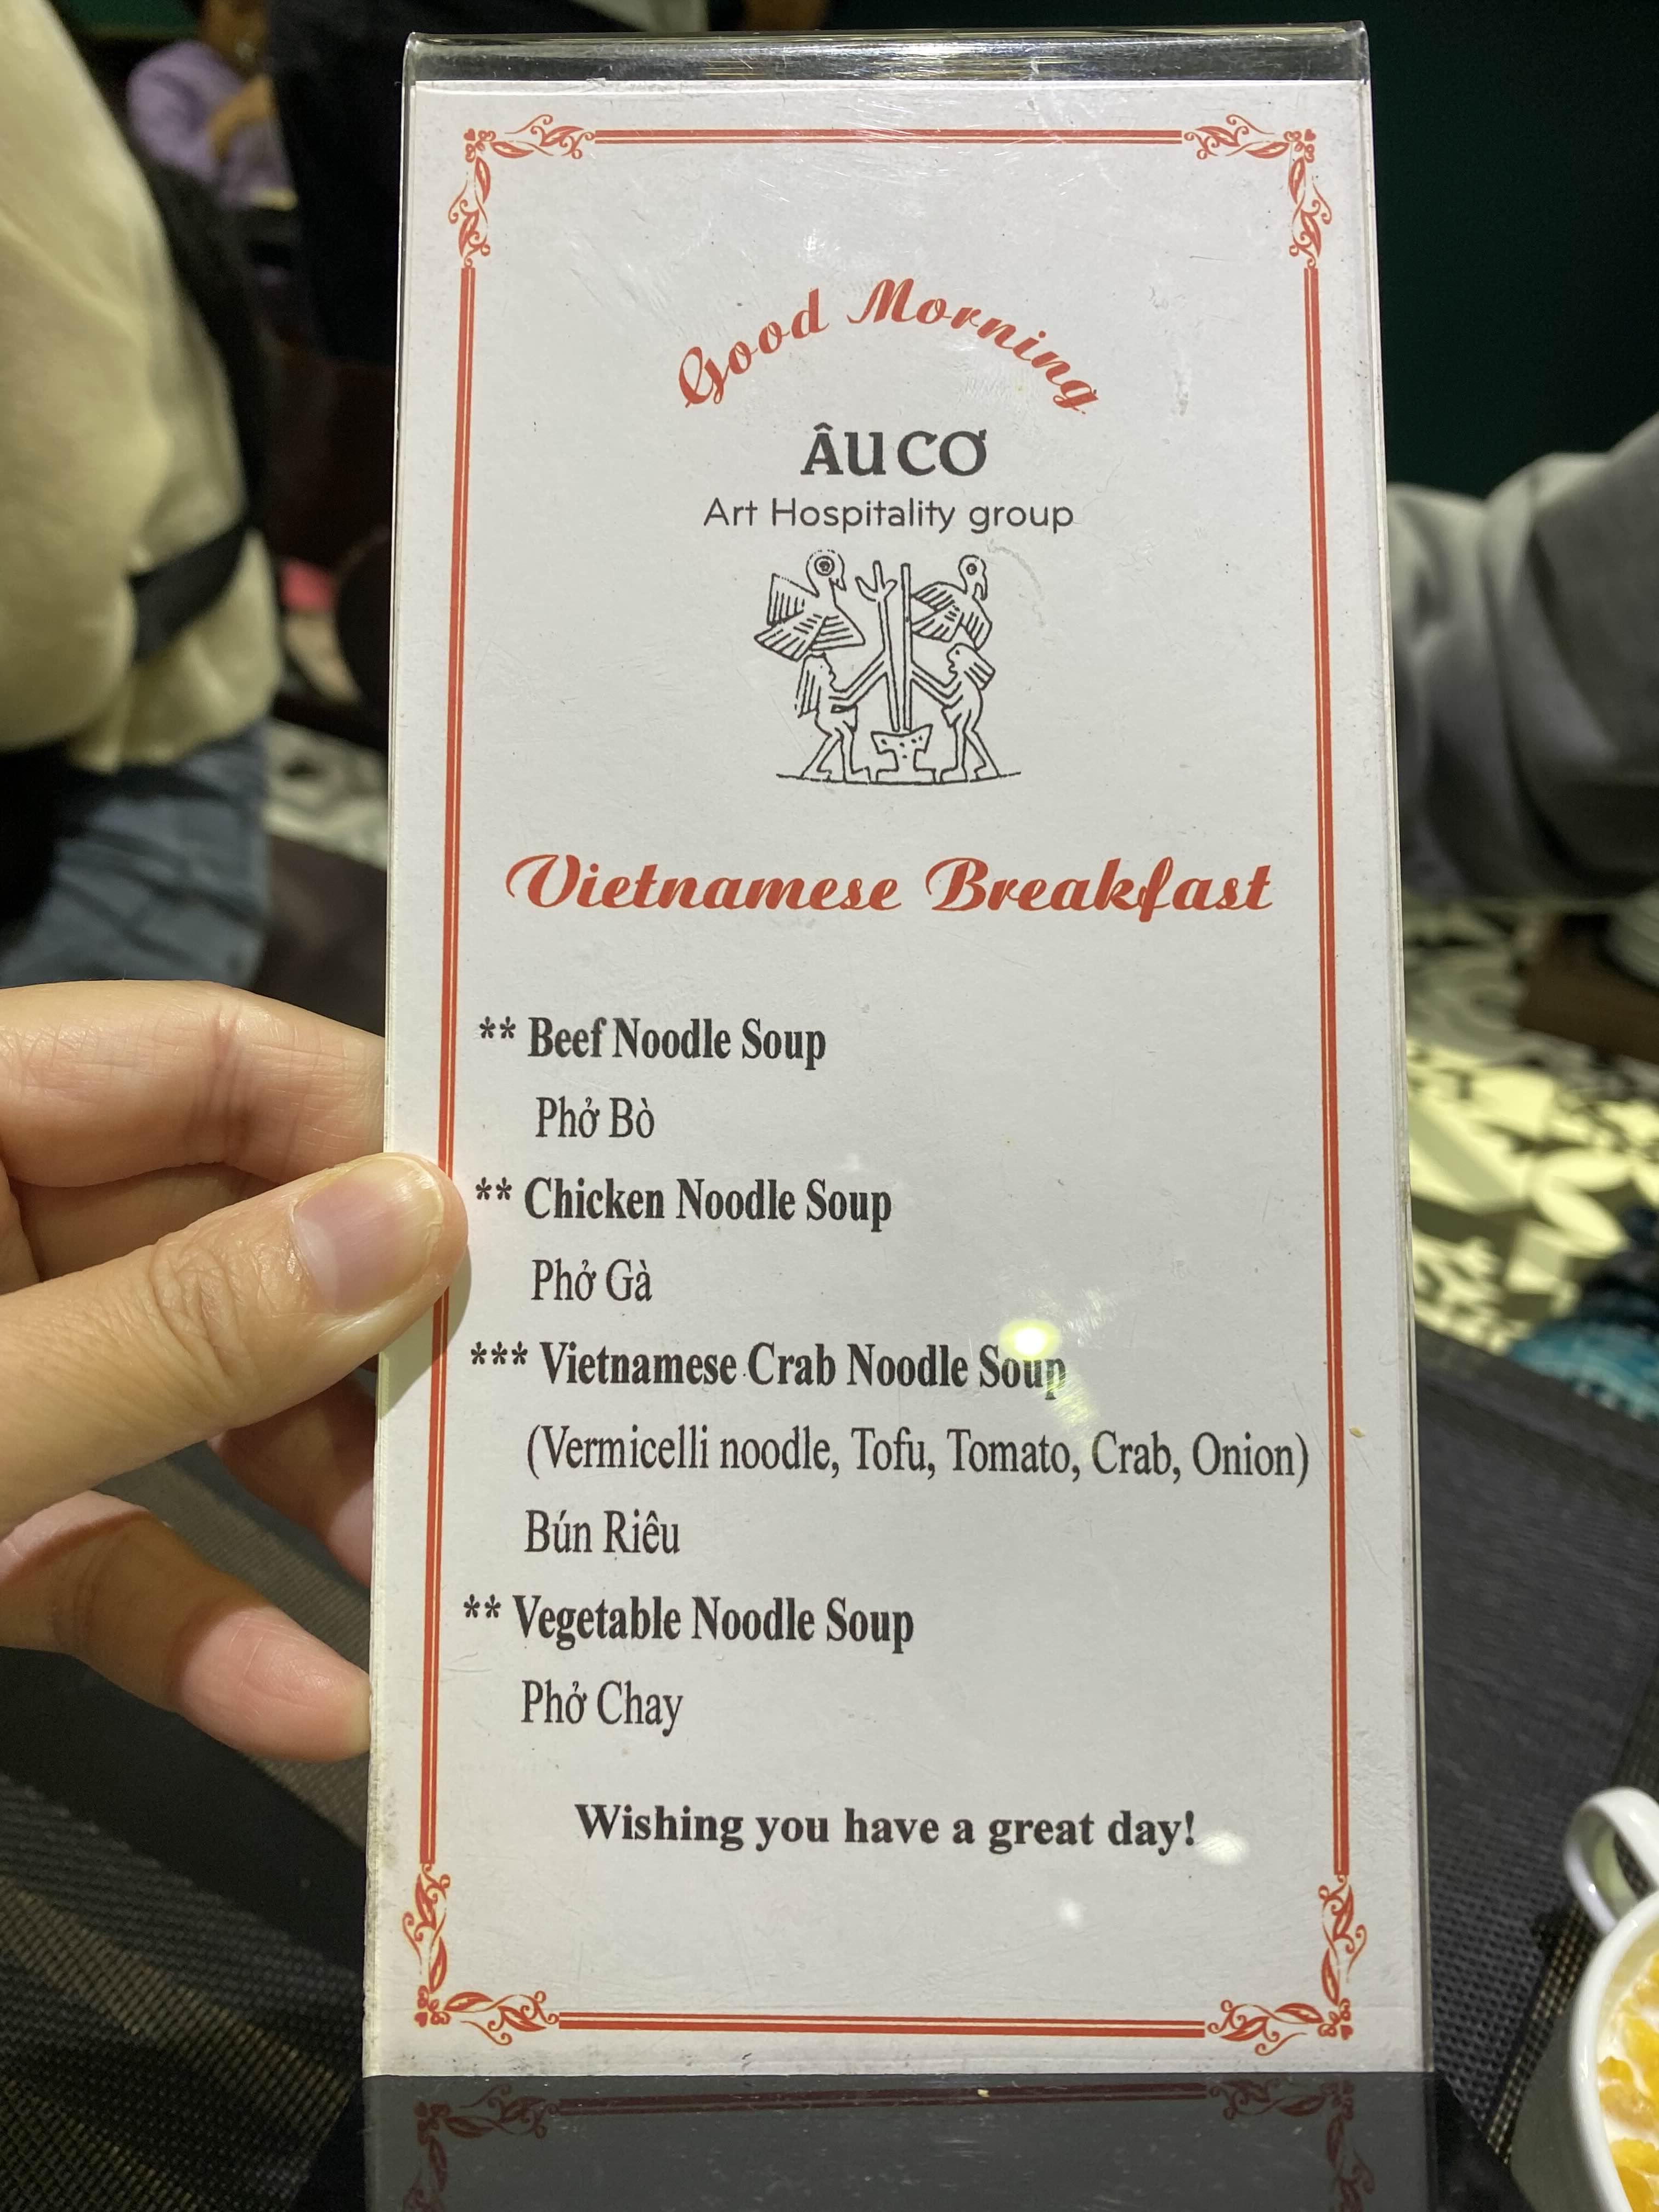 Good Morning
ÂU CƠ
Art Hospitality group
Vietnamese Breakfast
** Beef Noodle Soup
Phở Bò
** Chicken Noodle Soup
Phở Gà
*** Vietnamese Crab Noodle Soup
(Vermicelli noodle, Tofu, Tomato, Crab, Onion)
Bún Riêu
** Vegetable Noodle Soup
Phở Chay
Wishing you have a great day!